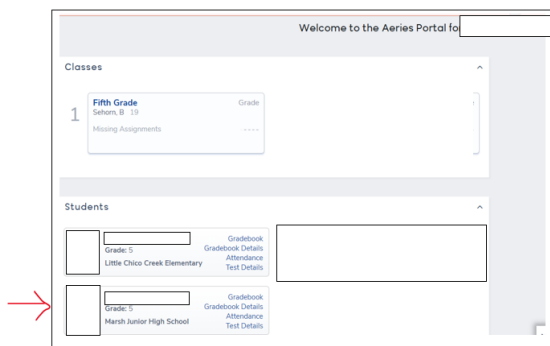 Welcome to the Aeries Portal fo
Classes
1
Fifth Grade
Grade
Sehorn, B 19
Missing Assignments
----
Students
Gradebook
Grade: 5
Gradebook Details
Attendance
Little Chico Creek Elementary
Test Details
Gradebook
Grade: 5
Gradebook Details
Attendance
Marsh Junior High School
Test Details